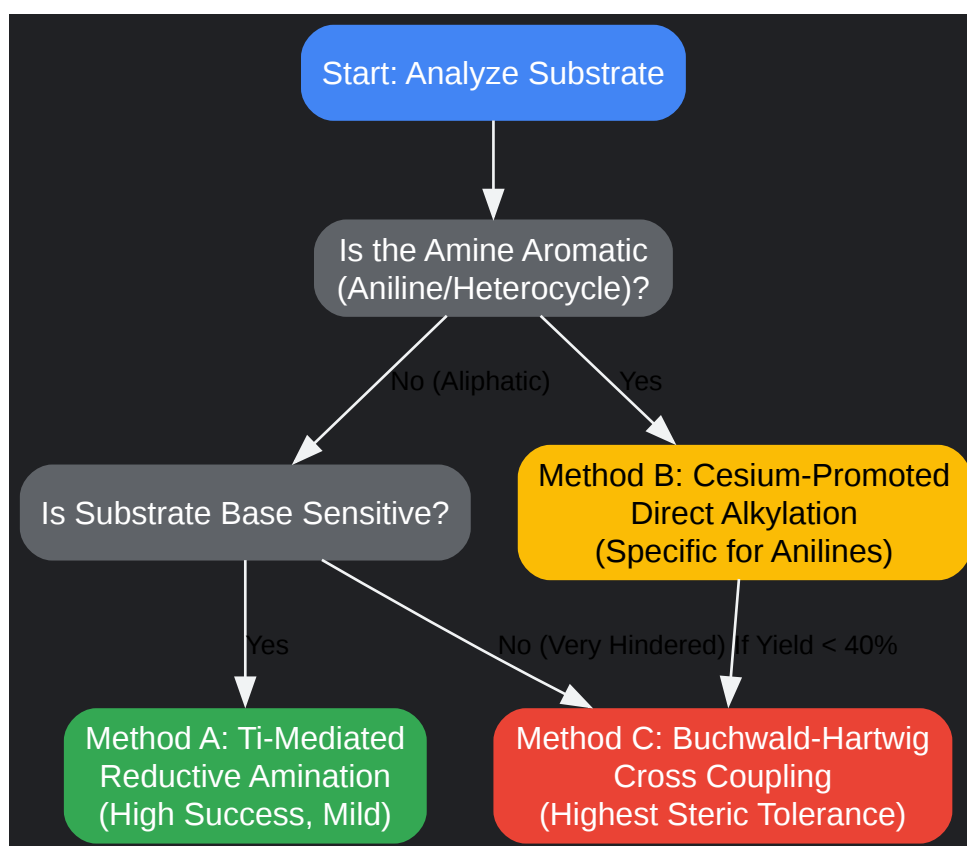 Start: Analyze Substrate
Is the Amine Aromatic
(Aniline/Heterocycle)?
No (Aliphatic)
Yes
Is Substrate Base Sensitive?
Method B: Cesium-Promoted
Direct Alkylation
(Specific for Anilines)
Yes
No (Very Hindered)
If Yield < 40%
Method A: Ti-Mediated
Reductive Amination
(High Success, Mild)
Method C: Buchwald-Hartwig
Cross Coupling
(Highest Steric Tolerance)